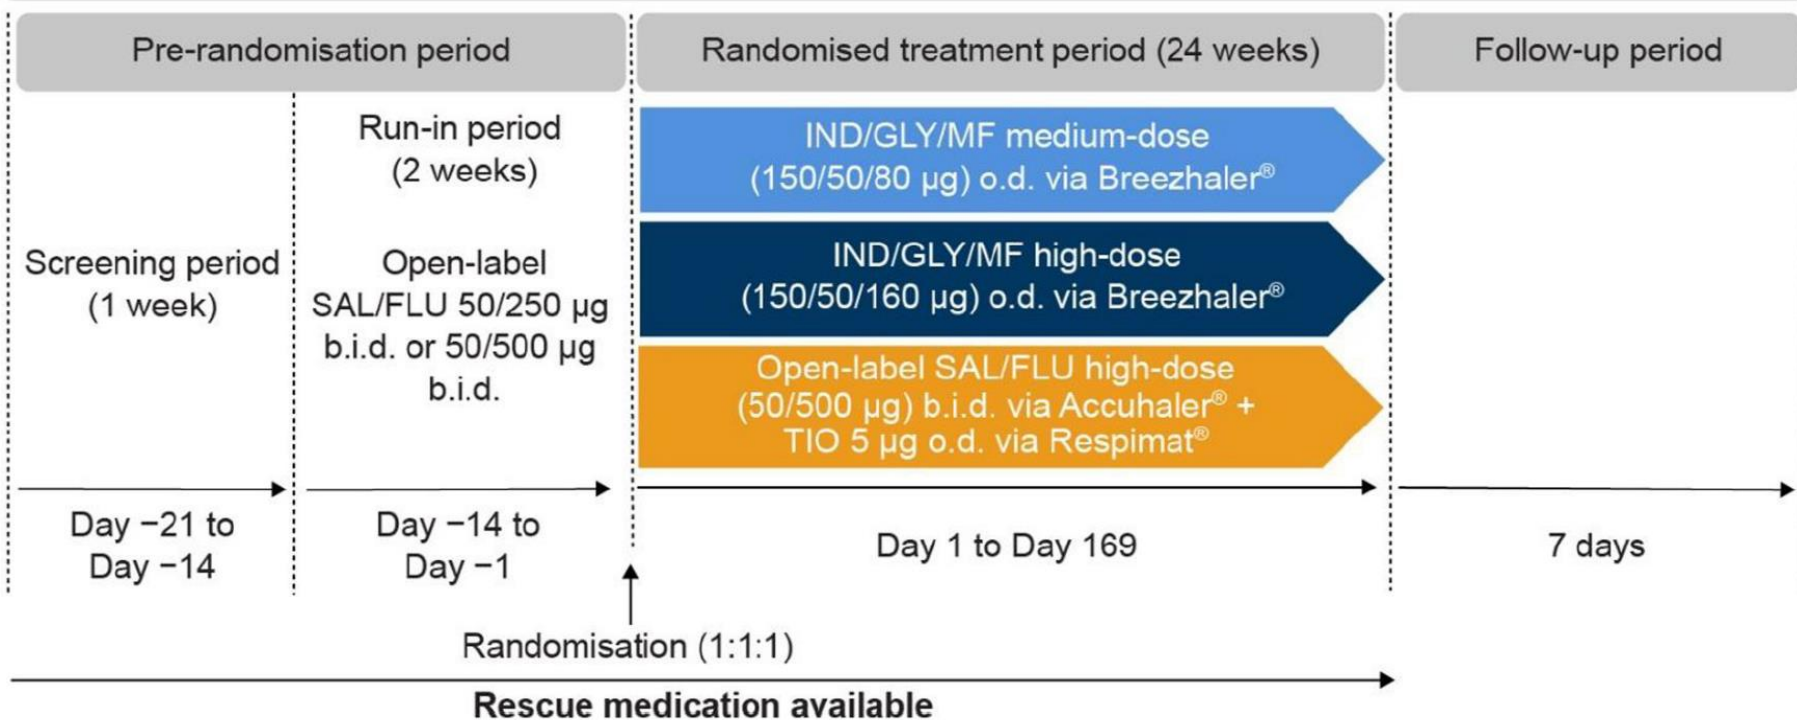 Pre-randomisation period
Randomised treatment period (24 weeks)
Follow-up period
Screening period
(1 week)
Run-in period
(2 weeks)
Open-label
SAL/FLU 50/250 µg
b.i.d. or 50/500 µg
b.i.d.
IND/GLY/MF medium-dose
(150/50/80 µg) o.d. via Breezhaler®
IND/GLY/MF high-dose
(150/50/160 µg) o.d. via Breezhaler®
Open-label SAL/FLU high-dose
(50/500 µg) b.i.d. via Accuhaler® +
TIO 5 µg o.d. via Respimat®
Day −21 to
Day −14
Day −14 to
Day −1
Day 1 to Day 169
7 days
Randomisation (1:1:1)
Rescue medication available